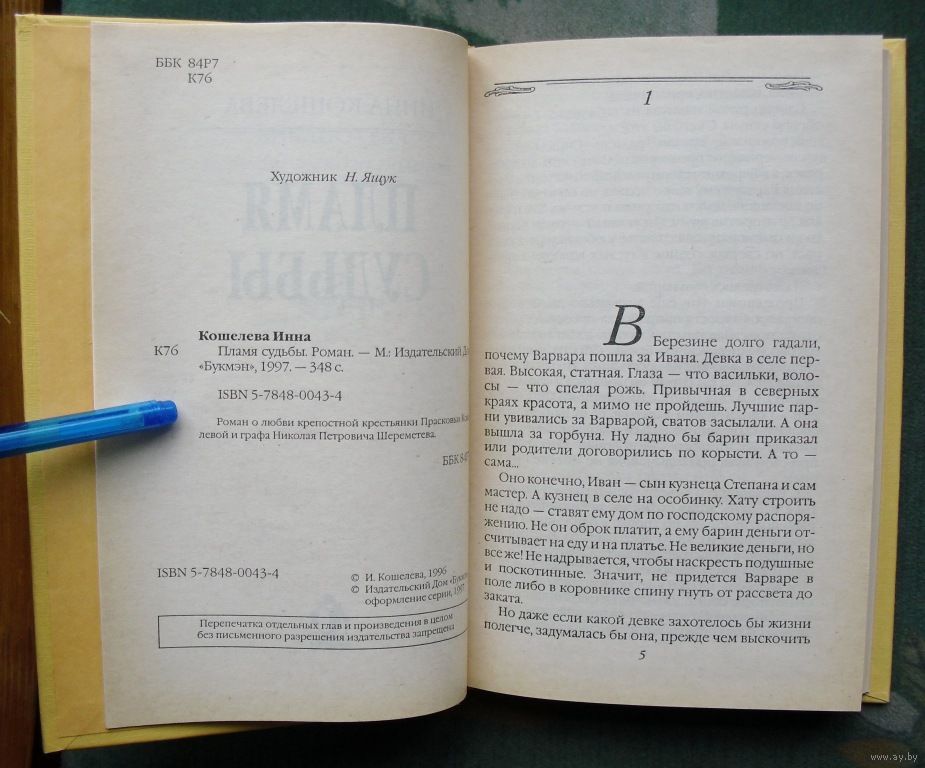 ББК 84Р7
К76
Художник Н. Ящук
ПЛАМЯ
СУДЬБЫ
Кошелева Инна
К76 Пламя судьбы. Роман. — М.: Издательский
«Букмэн», 1997. — 348 с.
ISBN 5-7848-0043-4
Роман о любви крепостной крестьянки Прасковьи
левой и графа Николая Петровича Шереметева.
ББК
ISBN 5-7848-0043-4
© И. Кошелева, 1996
© Издательский Дом
оформление серии, 1997
Перепечатка отдельных глав и произведения в целом
без письменного разрешения издательства запрещена
1
В Березине долго гадали,
почему Варвара пошла за Ивана. Девка в селе пер-
вая. Высокая, статная. Глаза — что васильки, воло-
сы — что спелая рожь. Привычная в северных
краях красота, а мимо не пройдешь. Лучшие пар-
ни увивались за Варварой, сватов засылали. А она
вышла за горбуна. Ну ладно бы барин приказал
или родители договорились по корысти. А то —
сама...
Оно конечно, Иван — сын кузнеца Степана и сам
мастер. А кузнец в селе на особинку. Хату строить
не надо — ставят ему дом по господскому распоря-
жению. Не он оброк платит, а ему барин деньги от-
считывает на еду и на платье. Не великие деньги, но
все же! Не надрывается, чтобы наскресть подушные
и поскотинные. Значит, не придется Варваре в
поле либо в коровнике спину гнуть от рассвета до
заката.
Но даже если какой девке захотелось бы жизни
полегче, задумалась бы она, прежде чем выскочить
5
www.ay.by